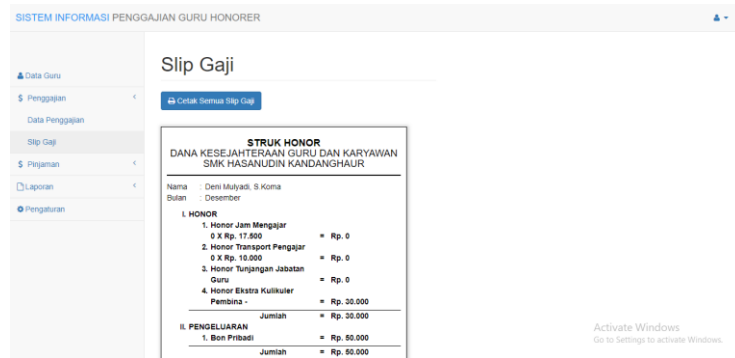 SISTEM INFORMASI PENGGAJIAN GURU HONORER
Data Guru
$ Penggajian
Data Penggajian
Slip Gaji
$ Pinjaman
Laporan
Pengaturan
Slip Gaji
Cetak Semua Slip Gaji
STRUK HONOR
DANA KESEJAHTERAAN GURU DAN KARYAWAN
SMK HASANUDIN KANDANGHAUR
Nama : Deni Mulyadi, S.Koma
Bulan : Desember
I. HONOR
1. Honor Jam Mengajar
0 X Rp. 17.500 = Rp. 0
2. Honor Transport Pengajar
0 X Rp. 10.000 = Rp. 0
3. Honor Tunjangan Jabatan
Guru = Rp. 0
4. Honor Ekstra Kulikuler
Pembina - = Rp. 30.000
Jumlah = Rp. 30.000
II. PENGELUARAN
1. Bon Pribadi = Rp. 50.000
Jumlah = Rp. 50.000
Activate Windows
Go to Settings to activate Windows.